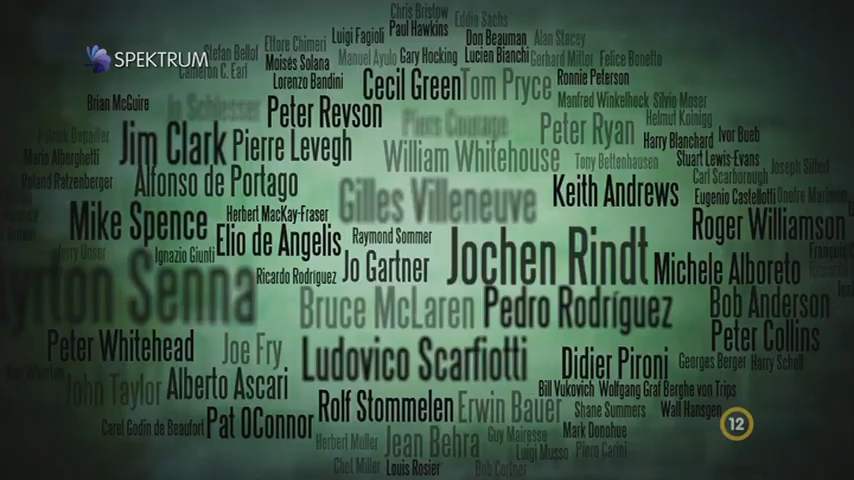 Chris Bristow
Eddie Sachs
Paul Hawkins
Luigi Fagioli
Don Beauman
Alan Stacey
Ettore Chimeri
Stefan Bellof
SPEKTRUM
Moisés Solana
Manuel Ayulo
Gary Hocking
Lucien Bianchi
Gerhard Mitter
Felice Bonetto
Cameron C. Earl
Lorenzo Bandini
Cecil Green
Tom Pryce
Ronnie Peterson
Brian McGuire
Jo Schlesser
Peter Revson
Manfred Winkelhock
Silvio Moser
Piers Courage
Peter Ryan
Helmut Koinigg
Jim Clark
Pierre Levegh
Harry Blanchard
Ivor Bueb
Mario Alborghetti
William Whitehouse
Tony Bettenhausen
Stuart Lewis-Evans
Joseph Siffert
Roland Ratzenberger
Alfonso de Portago
Carl Scarborough
Gilles Villeneuve
Keith Andrews
Eugenio Castellotti
Onofre Marimon
Mike Spence
Herbert MacKay-Fraser
Roger Williamson
Elio de Angelis
Raymond Sommer
Jerry Unser
Ignazio Giunti
Jochen Rindt
Ricardo Rodríguez
Jo Gartner
Michele Alboreto
yrton Senna
Bruce McLaren
Pedro Rodríguez
Bob Anderson
Peter Whitehead
Joe Fry
Ludovico Scarfiotti
Peter Collins
Didier Pironi
Georges Berger
Harry Scholl
John Taylor
Alberto Ascari
Bill Vukovich
Wolfgang Graf Berghe von Trips
Rolf Stommelen
Erwin Bauer
Shane Summers
Wall Hansgen
Carel Godin de Beaufort
Pat OConnor
Mark Donohue
12
Herbert Muller
Jean Behra
Guy Mairesse
Luigi Musso
Piero Carini
Chet Miller
Louis Rosier
Bob Cortner